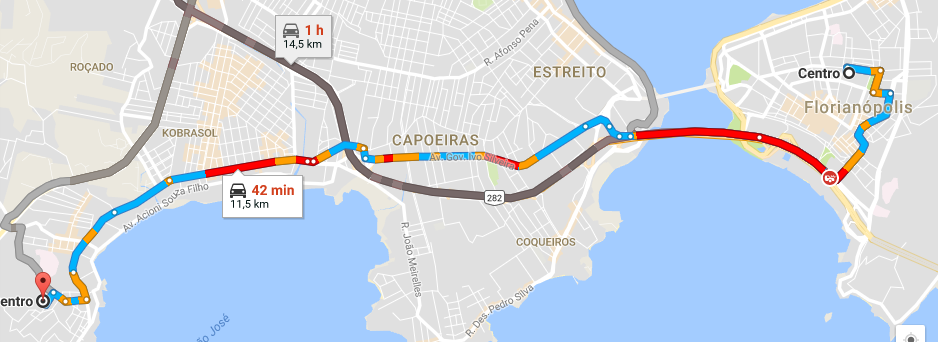 1 h
14,5 km
R. Afonso Pena
ROÇADO
ESTREITO
Centro
Florianópolis
KOBRASOL
CAPOEIRAS
Av. Gov. Ivo Silveira
42 min
11,5 km
Av. Acioni Souza Filho
282
COQUEIROS
R. João Meirelles
R. Des. Pedro Silva
entro
São José